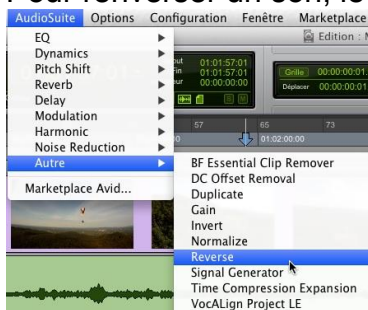 AudioSuite Options Configuration Fenêtre Marketplace
Edition : M
EQ
Dynamics
Pitch Shift
Reverb
Delay
Modulation
Harmonic
Noise Reduction
Autre
Marketplace Avid...
01:01:57:01
Fin 01:01:57:01
00:00:00:00
Grille 00:00:00:01.
Déplacer 00:00:00:01
57 65 73
01:02:00:00
BF Essential Clip Remover
DC Offset Removal
Duplicate
Gain
Invert
Normalize
Reverse
Signal Generator
Time Compression Expansion
VocALign Project LE